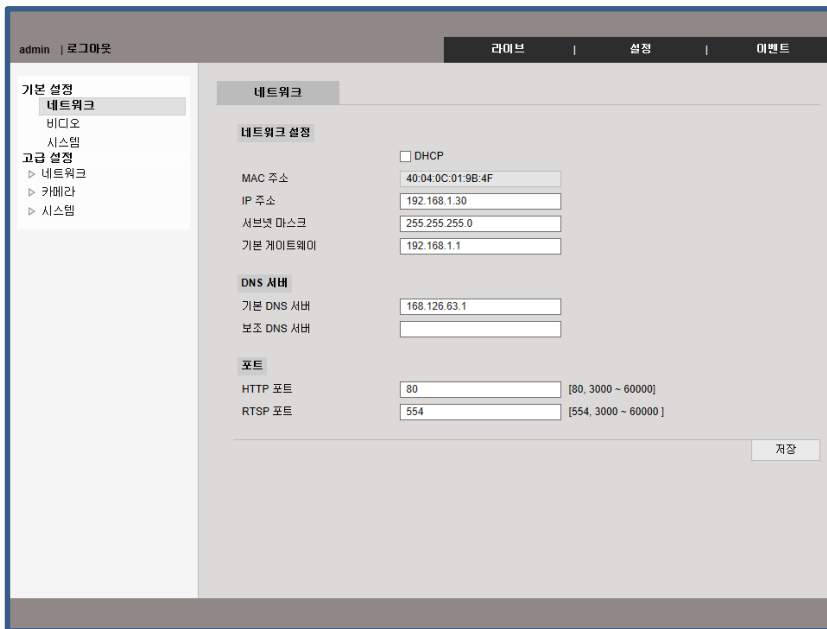 admin | 로그아웃
라이브 | 설정 | 이벤트
기본 설정
네트워크
비디오
시스템
고급 설정
▷ 네트워크
▷ 카메라
▷ 시스템
네트워크
네트워크 설정
DHCP
MAC 주소 40:04:0C:01:9B:4F
IP 주소 192.168.1.30
서브넷 마스크 255.255.255.0
기본 게이트웨이 192.168.1.1
DNS 서버
기본 DNS 서버 168.126.63.1
보조 DNS 서버
포트
HTTP 포트 80 [80, 3000 ~ 60000]
RTSP 포트 554 [554, 3000 ~ 60000 ]
저장